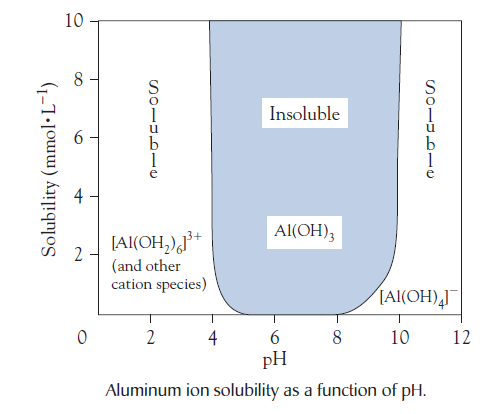 10
8
6
4
2
0
Solubility (mmol•L⁻¹)
Soluble
Insoluble
Soluble
Al(OH)₃
[Al(OH₂)₆]³⁺
(and other
cation species)
[Al(OH)₄]⁻
2 4 6 8 10 12
pH
Aluminum ion solubility as a function of pH.